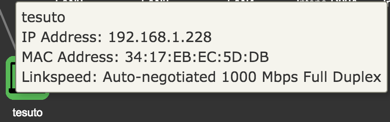 tesuto
IP Address: 192.168.1.228
MAC Address: 34:17:EB:EC:5D:DB
Linkspeed: Auto-negotiated 1000 Mbps Full Duplex
tesuto